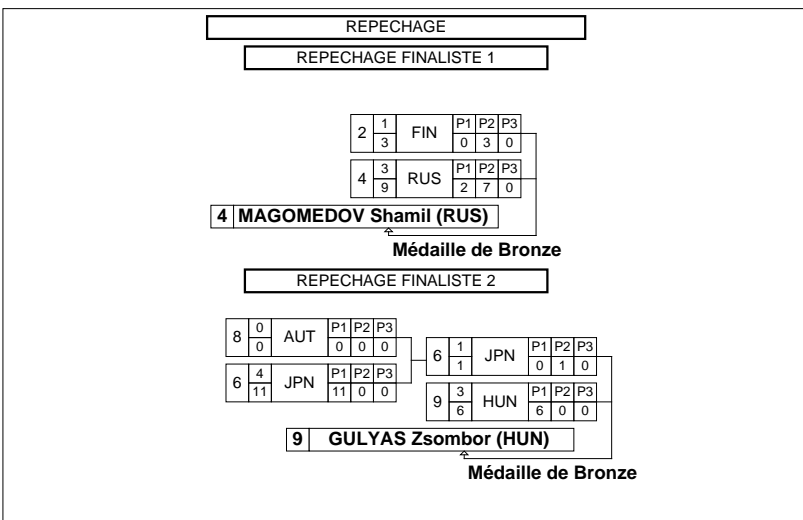 REPECHAGE
REPECHAGE FINALISTE 1
2 1 FIN P1 P2 P3
3 0 3 0
4 3 RUS P1 P2 P3
9 2 7 0
4 MAGOMEDOV Shamil (RUS)
Médaille de Bronze
REPECHAGE FINALISTE 2
8 0 AUT P1 P2 P3
0 0 0 0
6 4 JPN P1 P2 P3
11 11 0 0
6 1 JPN P1 P2 P3
1 0 1 0
9 3 HUN P1 P2 P3
6 6 0 0
9 GULYAS Zsombor (HUN)
Médaille de Bronze